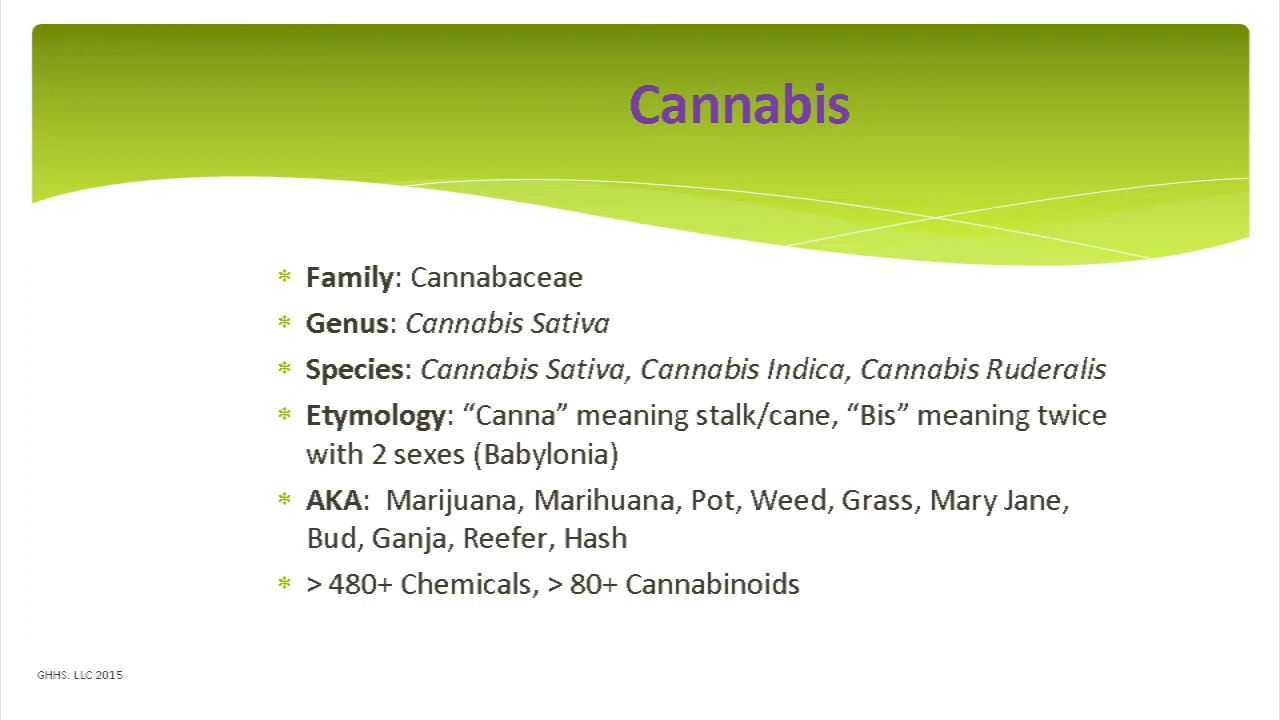 Cannabis
* Family: Cannabaceae
* Genus: Cannabis Sativa
* Species: Cannabis Sativa, Cannabis Indica, Cannabis Ruderalis
* Etymology: “Canna” meaning stalk/cane, “Bis” meaning twice
with 2 sexes (Babylonia)
* AKA:  Marijuana, Marihuana, Pot, Weed, Grass, Mary Jane,
Bud, Ganja, Reefer, Hash
* > 480+ Chemicals, > 80+ Cannabinoids
GHHS. LLC 2015